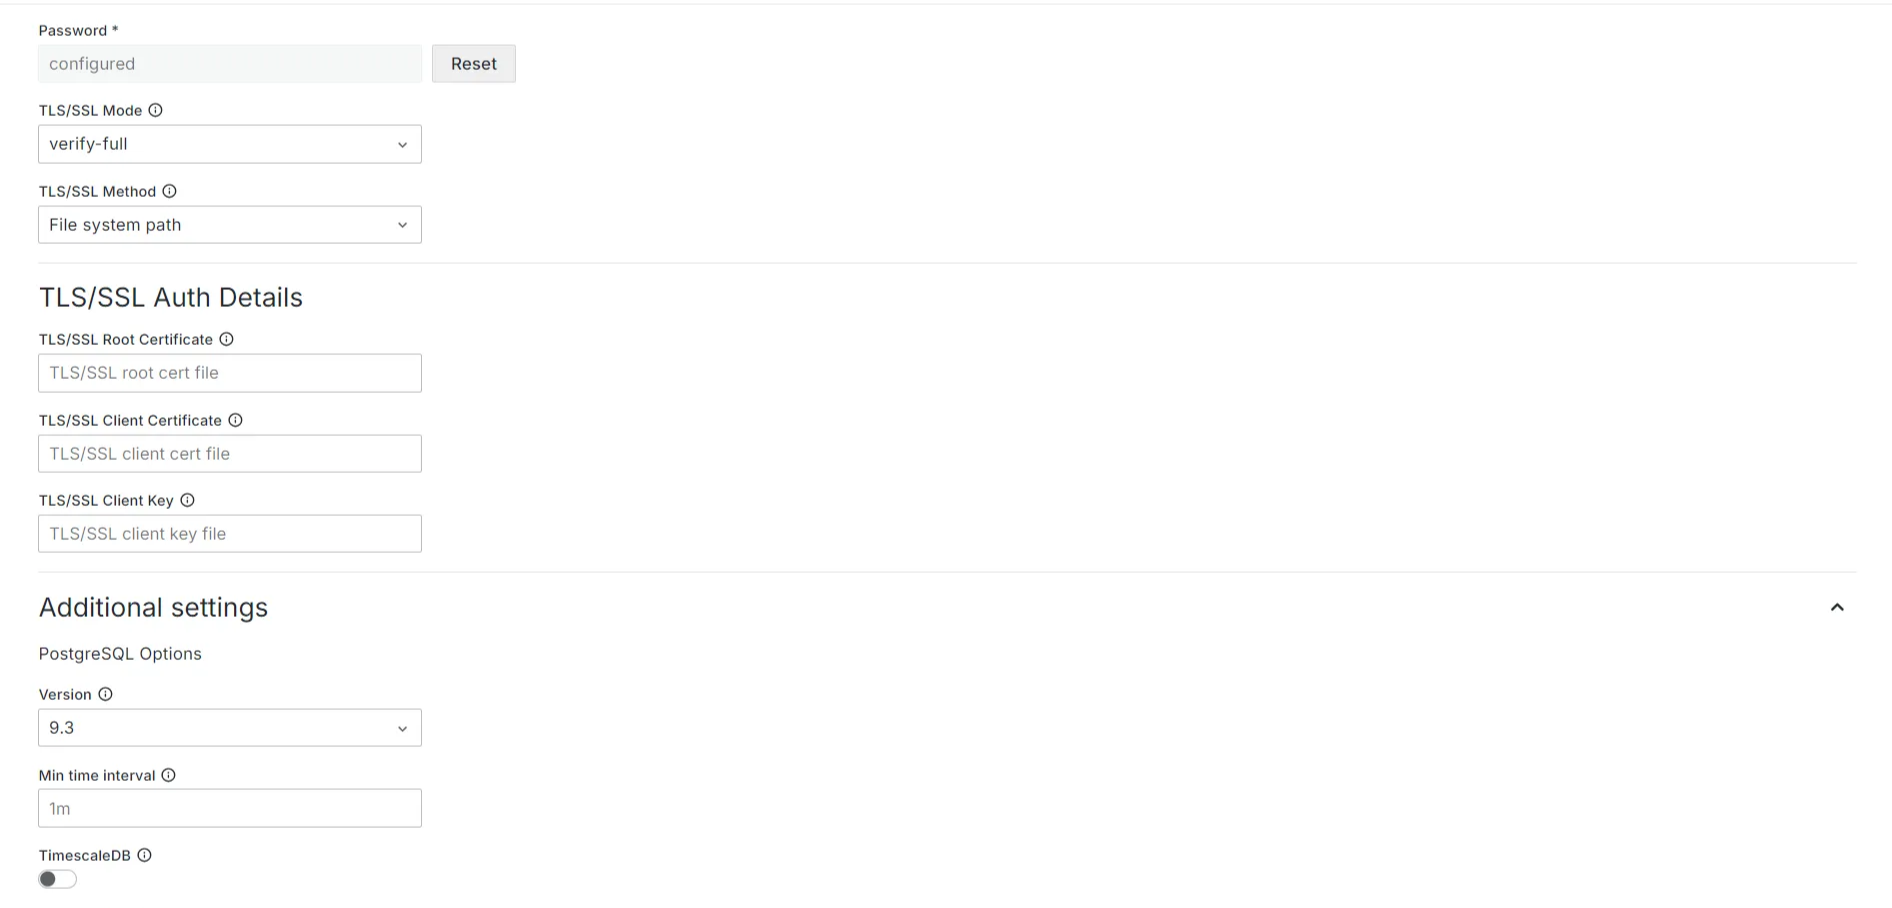 Password *
configured
Reset
TLS/SSL Mode
verify-full
TLS/SSL Method
File system path
TLS/SSL Auth Details
TLS/SSL Root Certificate
TLS/SSL root cert file
TLS/SSL Client Certificate
TLS/SSL client cert file
TLS/SSL Client Key
TLS/SSL client key file
Additional settings
PostgreSQL Options
Version
9.3
Min time interval
1m
TimescaleDB